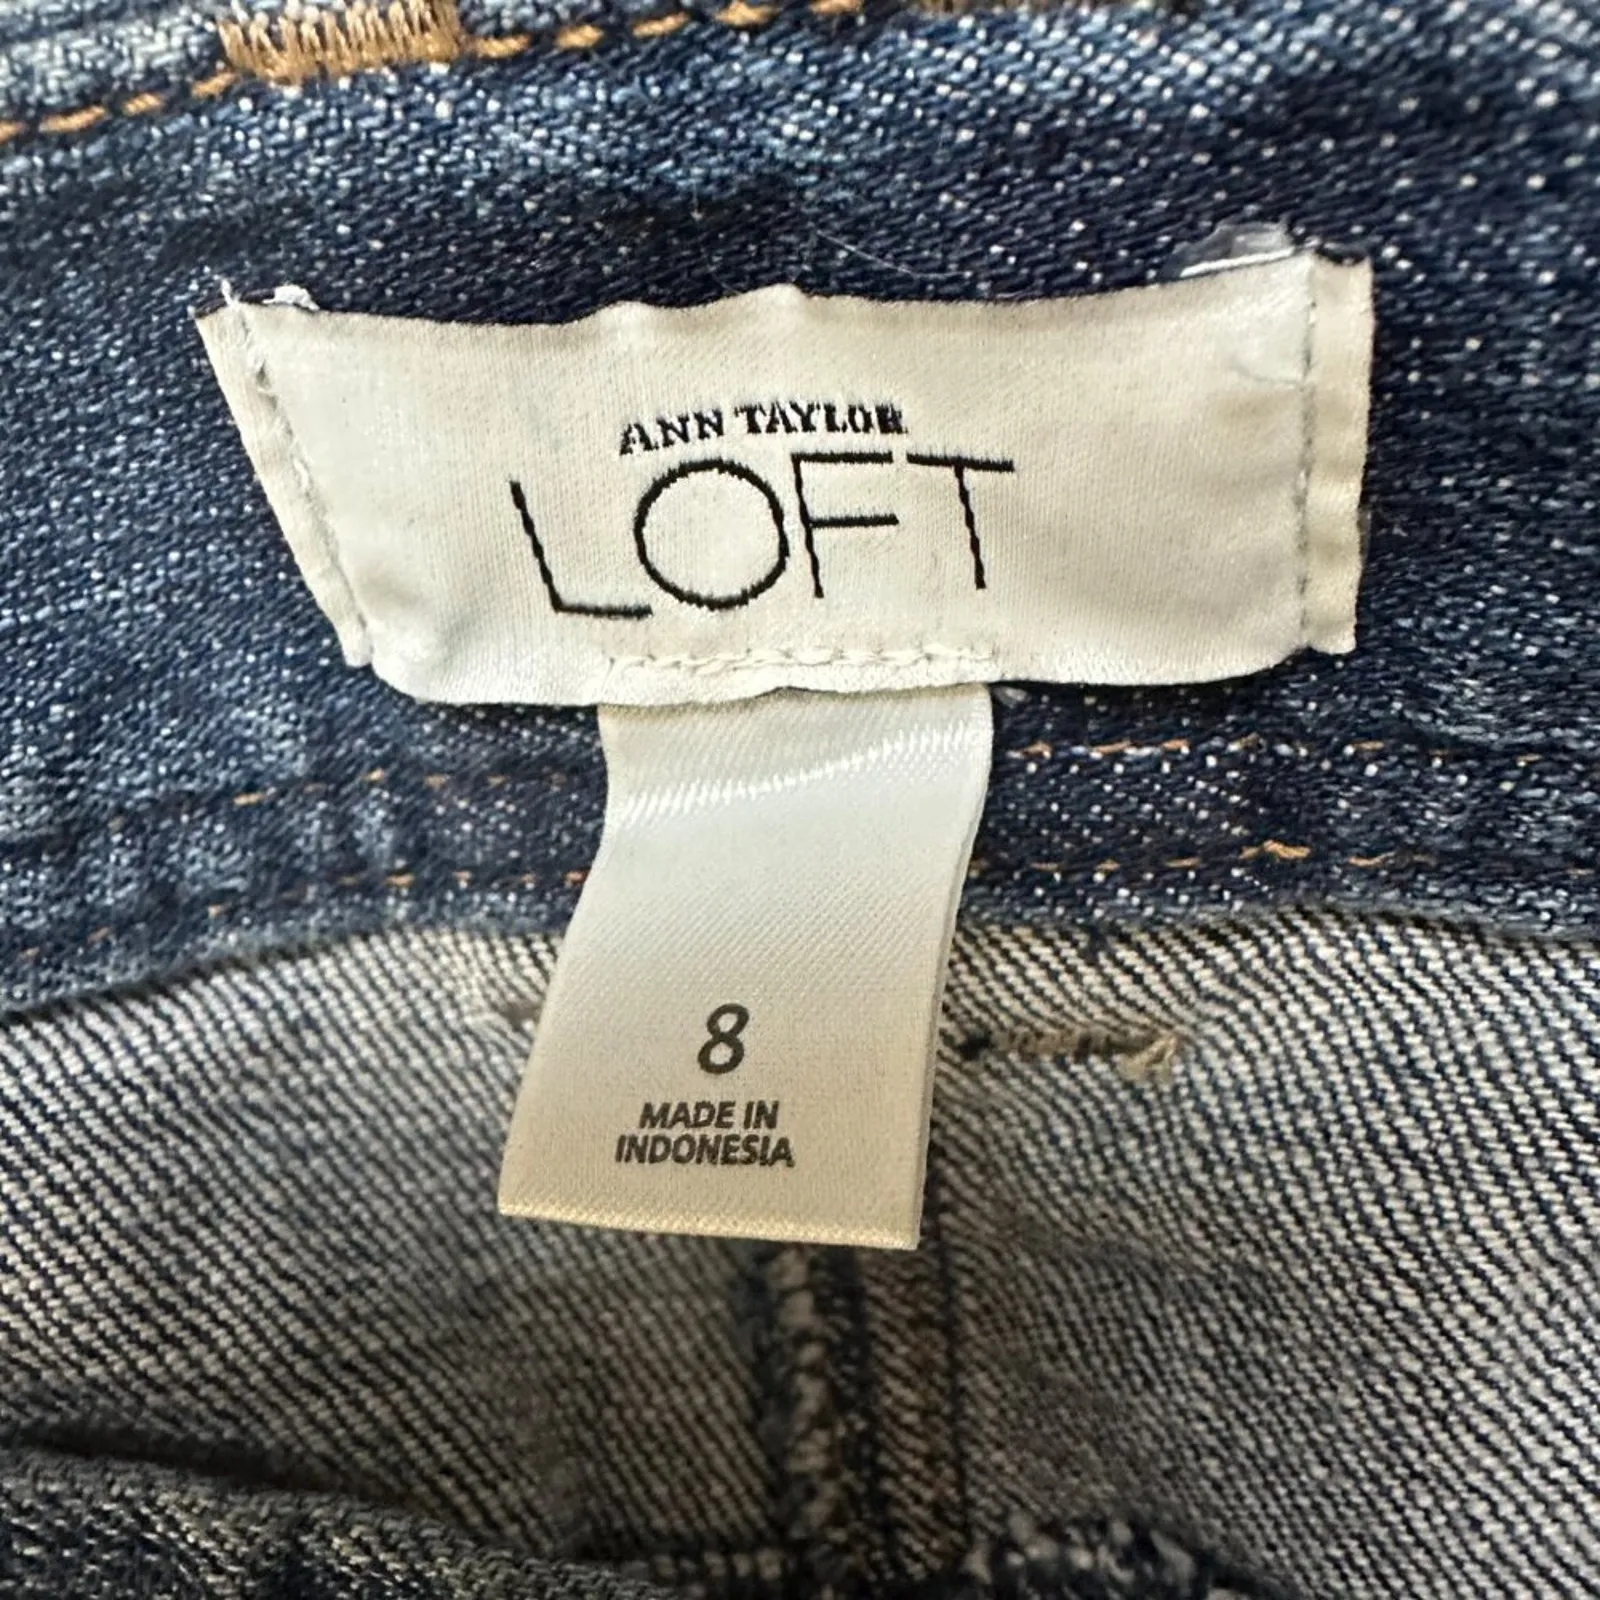 ANN TAYLOR
LOFT
8
MADE IN
INDONESIA